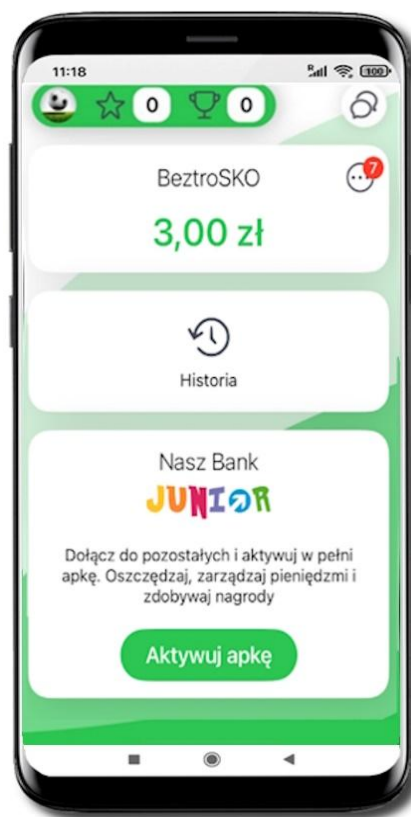 11:18
R
100
0
0
BeztroSKO
7
3,00 zł
Historia
Nasz Bank
JUNIOR
Dołącz do pozostałych i aktywuj w pełni
apkę. Oszczędzaj, zarządzaj pieniędzmi i
zdobywaj nagrody
Aktywuj apkę